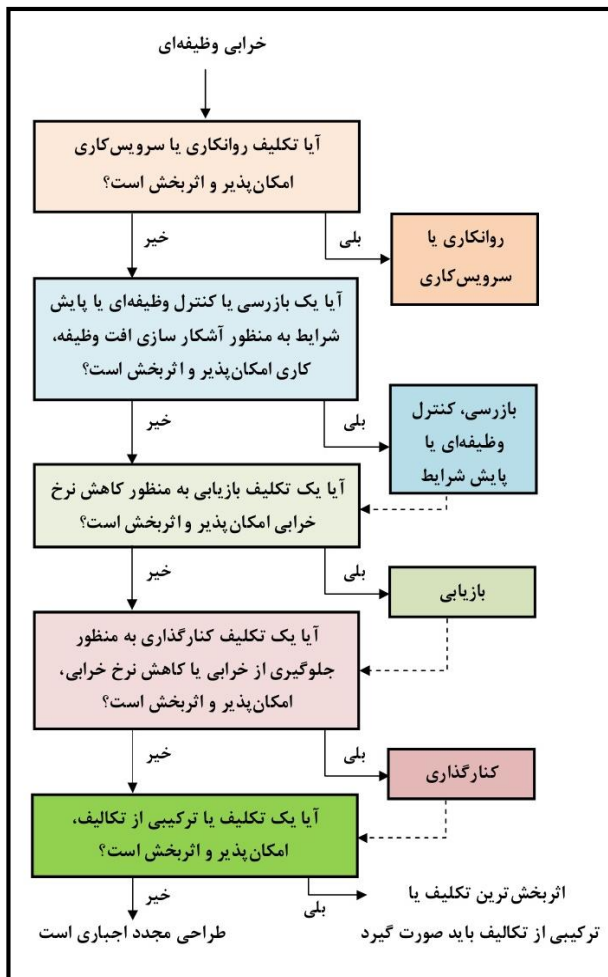 خرابی وظیفه‌ای
آیا تکلیف روانکاری یا سرویس‌کاری
امکان‌پذیر و اثربخش است؟
خیر
بلی
روانکاری یا
سرویس‌کاری
آیا یک بازرسی یا کنترل وظیفه‌ای یا پایش
شرایط به منظور آشکار سازی افت وظیفه،
کاری امکان‌پذیر و اثربخش است؟
خیر
بلی
بازرسی، کنترل
وظیفه‌ای یا
پایش شرایط
آیا یک تکلیف بازیابی به منظور کاهش نرخ
خرابی امکان‌پذیر و اثربخش است؟
خیر
بلی
بازیابی
آیا یک تکلیف کنارگذاری به منظور
جلوگیری از خرابی یا کاهش نرخ خرابی،
امکان‌پذیر و اثربخش است؟
خیر
بلی
کنارگذاری
آیا یک تکلیف یا ترکیبی از تکالیف،
امکان‌پذیر و اثربخش است؟
خیر
بلی
اثربخش‌ترین تکلیف یا
ترکیبی از تکالیف باید صورت گیرد
طراحی مجدد اجباری است